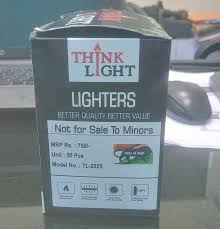 THINK
LIGHT
LIGHTERS
BETTER QUALITY BETTER VALUE
Not for Sale To Minors
MRP Rs. : 750/-
Unit : 50 Pcs
Model No.: TL-2025